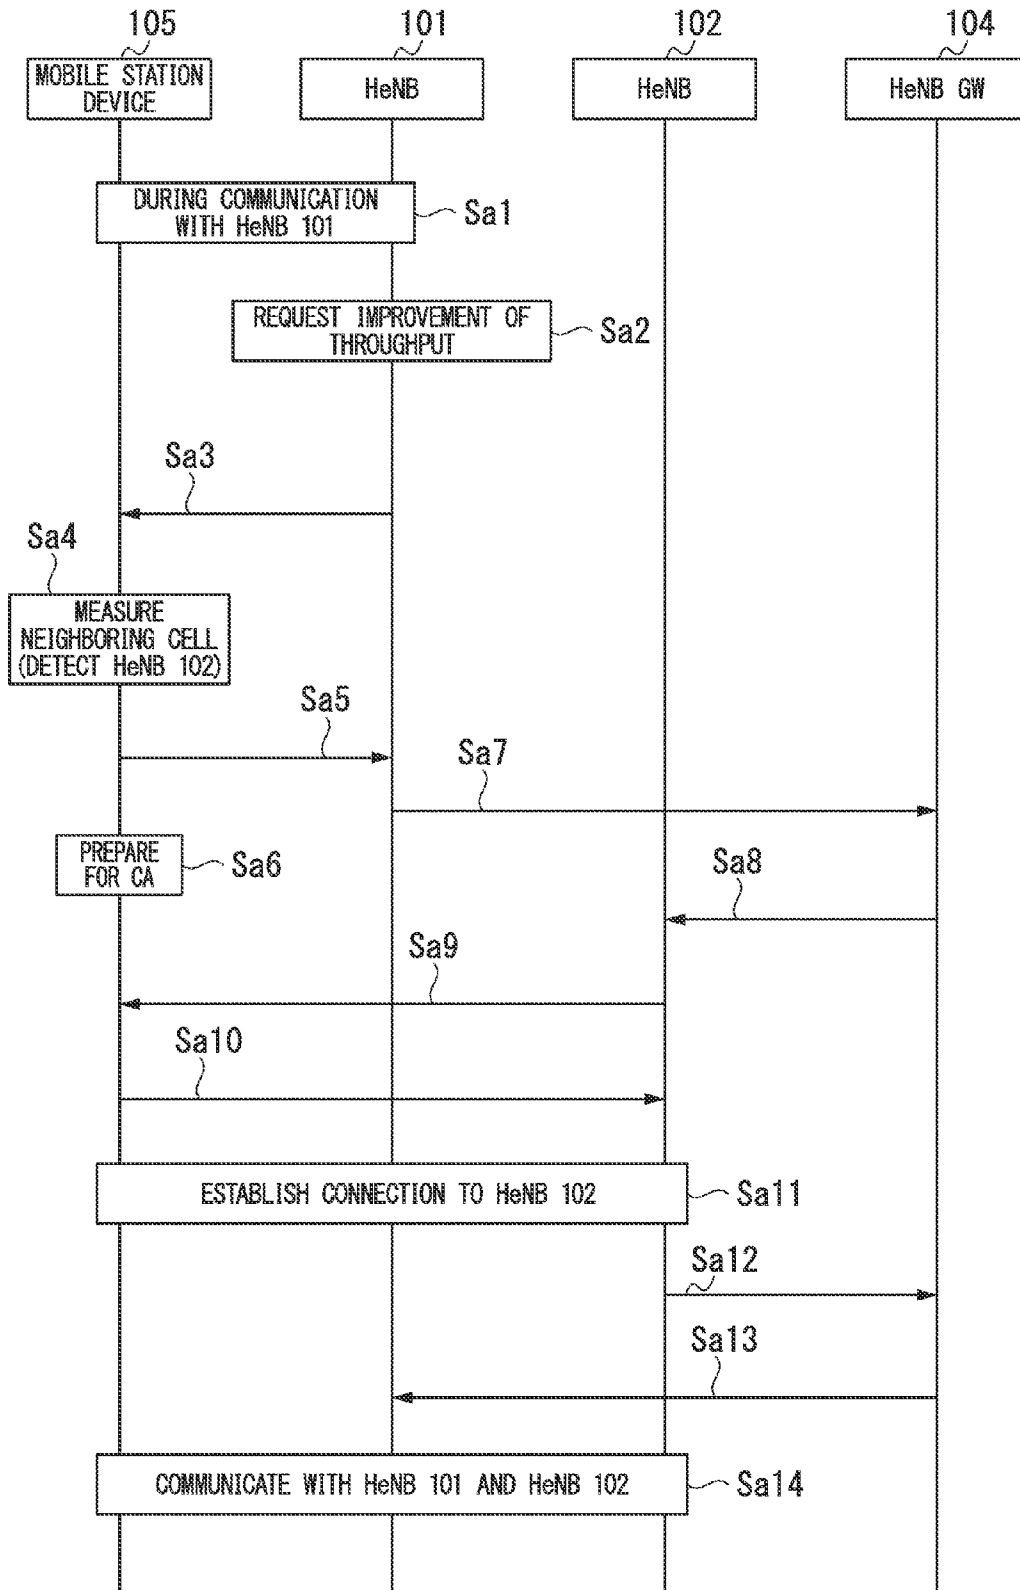 105
101
102
104
MOBILE STATION
DEVICE
HeNB
HeNB
HeNB GW
DURING COMMUNICATION
WITH HeNB 101
Sa1
REQUEST IMPROVEMENT OF
THROUGHPUT
Sa2
Sa3
Sa4
MEASURE
NEIGHBORING CELL
(DETECT HeNB 102)
Sa5
Sa7
PREPARE
FOR CA
Sa6
Sa8
Sa9
Sa10
ESTABLISH CONNECTION TO HeNB 102
Sa11
Sa12
Sa13
COMMUNICATE WITH HeNB 101 AND HeNB 102
Sa14